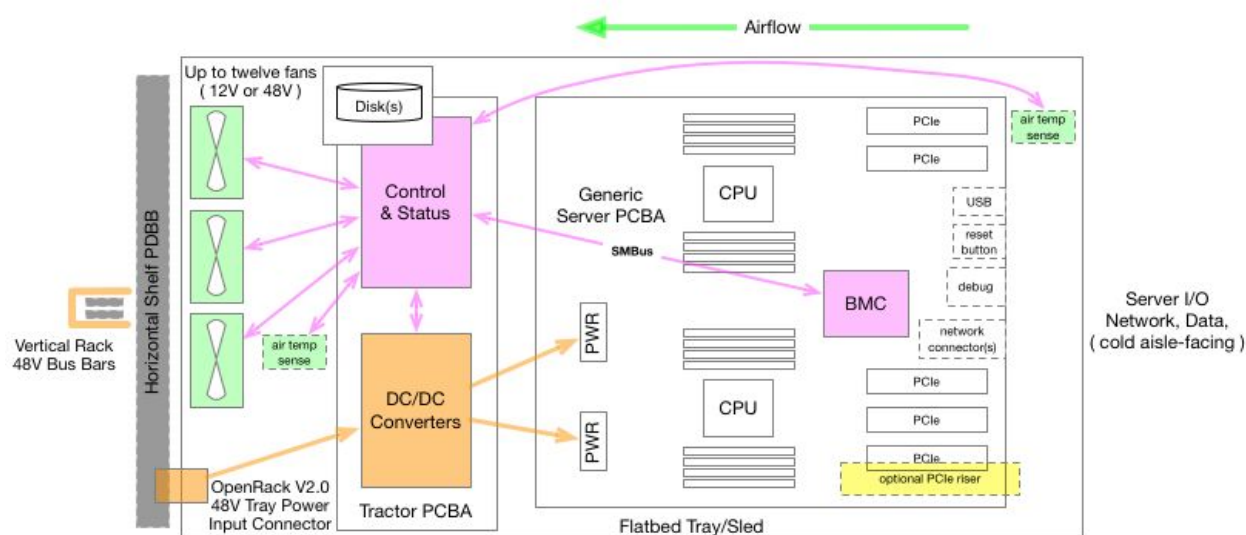 Airflow
Up to twelve fans
( 12V or 48V )
Disk(s)
Control
& Status
air temp
sense
DC/DC
Converters
Tractor PCBA
OpenRack V2.0
48V Tray Power
Input Connector
Horizontal Shelf PDBB
Vertical Rack
48V Bus Bars
Generic
Server PCBA
SMBus
PWR
PWR
CPU
CPU
BMC
PCIe
PCIe
air temp
sense
USB
reset
button
debug
network
connector(s)
PCIe
PCIe
PCIe
optional PCIe riser
Flatbed Tray/Sled
Server I/O
Network, Data,
( cold aisle-facing )